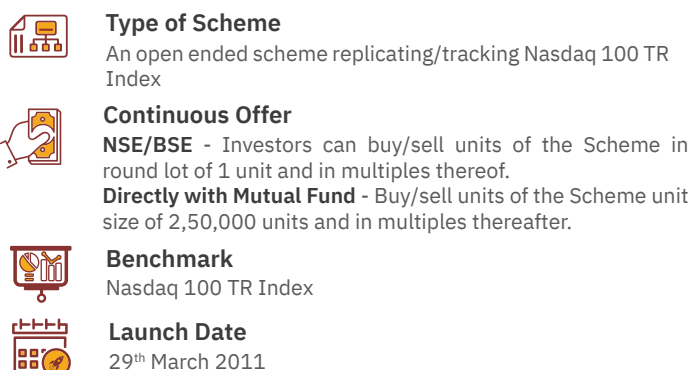 Type of Scheme
An open ended scheme replicating/tracking Nasdaq 100 TR
Index
Continuous Offer
NSE/BSE - Investors can buy/sell units of the Scheme in
round lot of 1 unit and in multiples thereof.
Directly with Mutual Fund - Buy/sell units of the Scheme unit
size of 2,50,000 units and in multiples thereafter.
Benchmark
Nasdaq 100 TR Index
Launch Date
29th March 2011